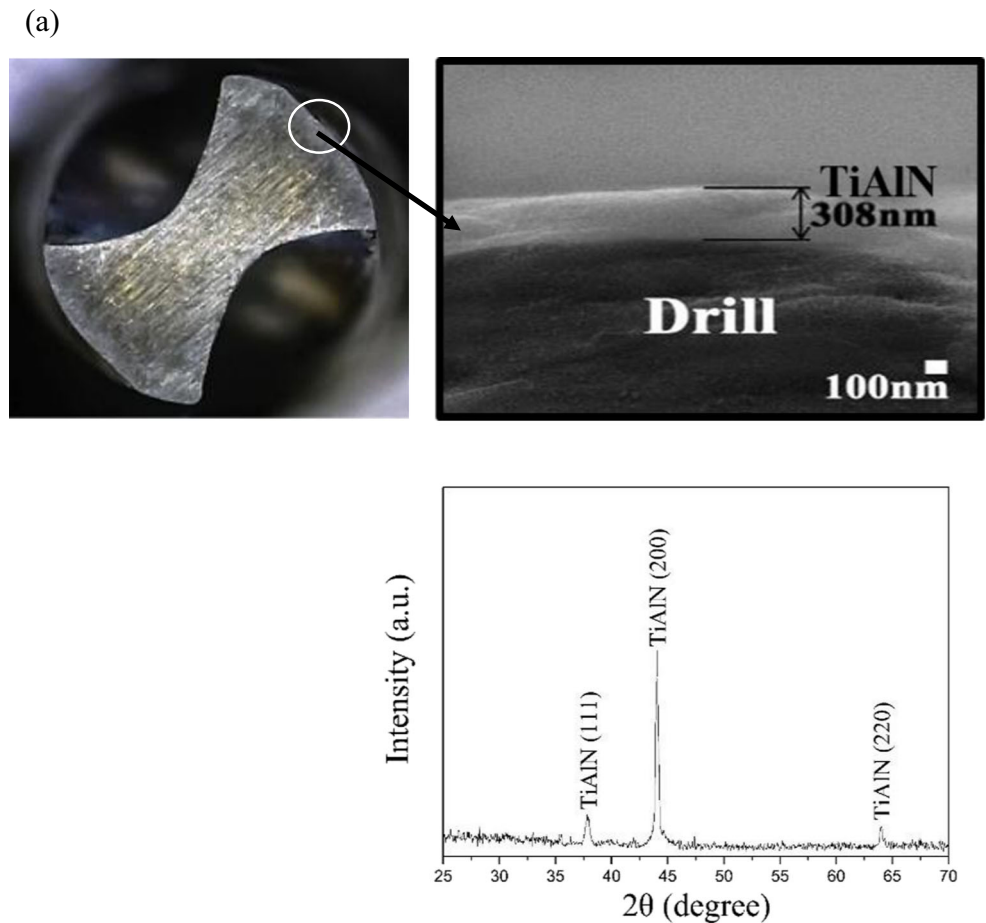 (a)
TiAlN
308nm
Drill
100nm
Intensity (a.u.)
TiAlN (111)
TiAlN (200)
TiAlN (220)
25 30 35 40 45 50 55 60 65 70
2θ (degree)